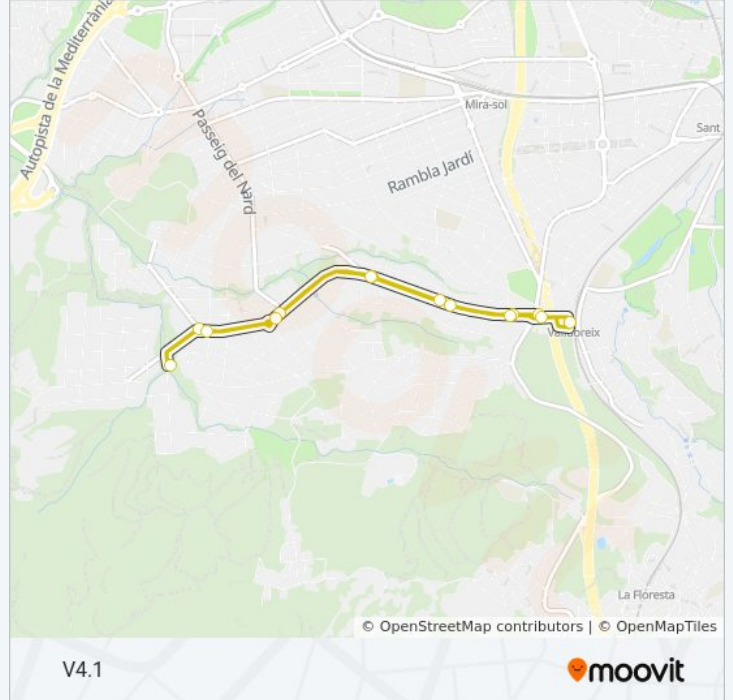 Autopista de la Mediterrània
Mira-sol
Passeig del Nard
Sant
Rambla Jardí
Valldoreix
La Floresta
© OpenStreetMap contributors | © OpenMapTiles
V4.1
moovit